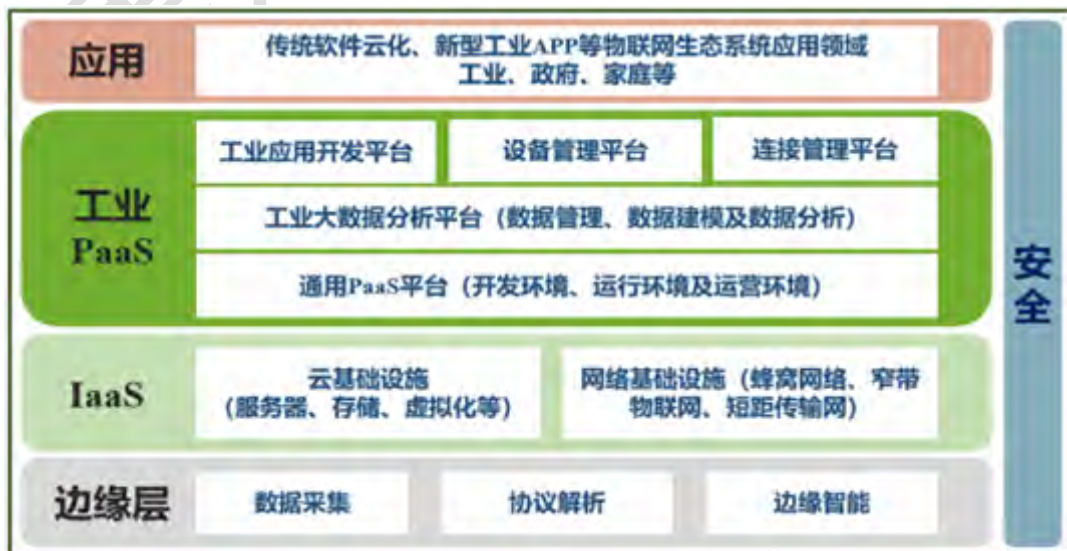 应用
传统软件云化、新型工业APP等物联网生态系统应用领域
工业、政府、家庭等
工业
PaaS
工业应用开发平台
设备管理平台
连接管理平台
工业大数据分析平台（数据管理、数据建模及数据分析）
通用PaaS平台（开发环境、运行环境及运营环境）
IaaS
云基础设施
（服务器、存储、虚拟化等）
网络基础设施（蜂窝网络、窄带
物联网、短距传输网）
边缘层
数据采集
协议解析
边缘智能
安全